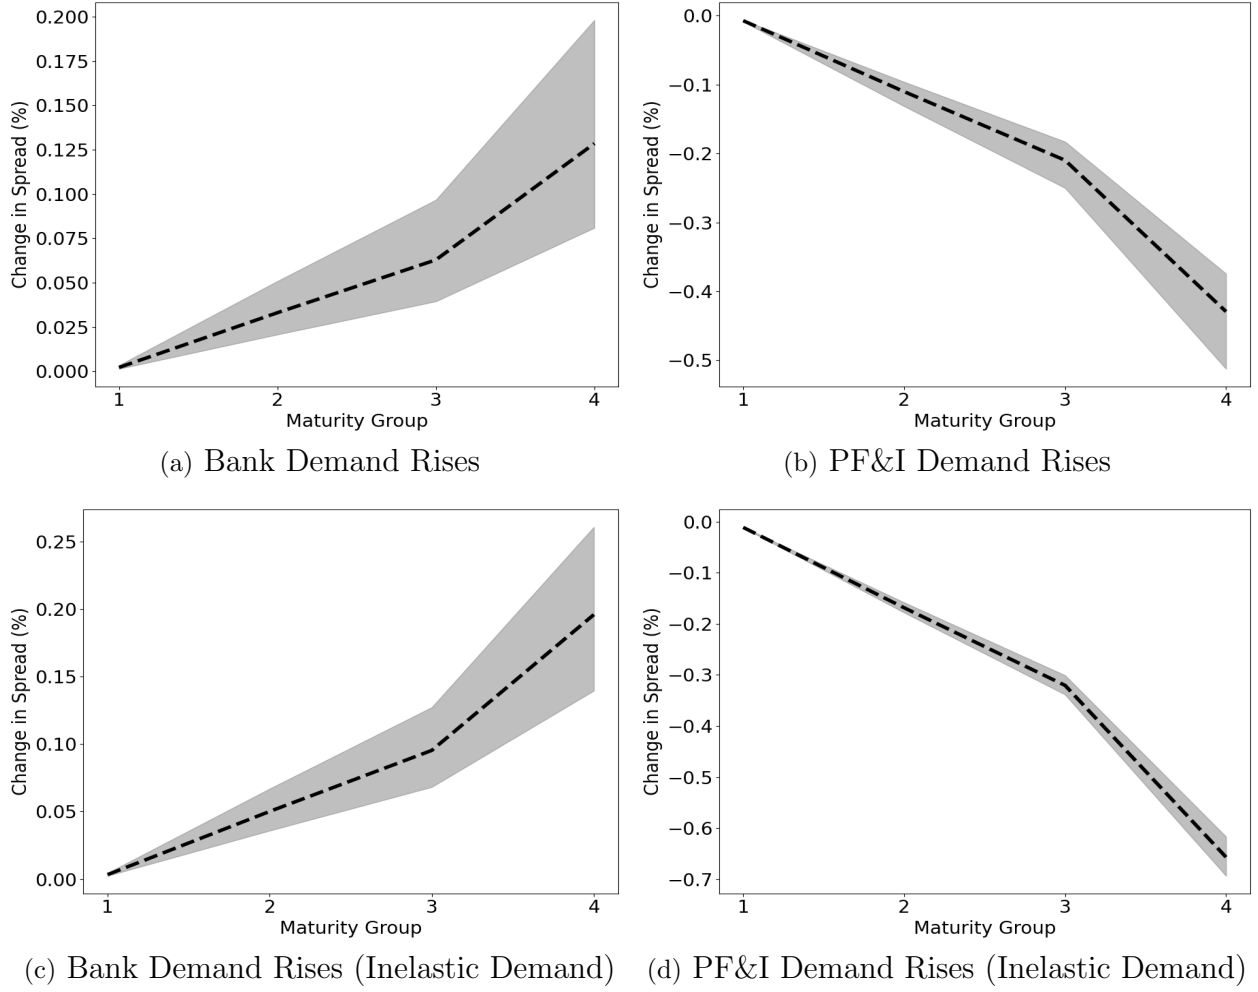 0.200
0.175
0.150
0.125
0.100
0.075
0.050
0.025
0.000
Change in Spread (%)
1 2 3 4
Maturity Group
(a) Bank Demand Rises
0.0
−0.1
−0.2
−0.3
−0.4
−0.5
Change in Spread (%)
1 2 3 4
Maturity Group
(b) PF&I Demand Rises
0.25
0.20
0.15
0.10
0.05
0.00
Change in Spread (%)
1 2 3 4
Maturity Group
(c) Bank Demand Rises (Inelastic Demand)
0.0
−0.1
−0.2
−0.3
−0.4
−0.5
−0.6
−0.7
Change in Spread (%)
1 2 3 4
Maturity Group
(d) PF&I Demand Rises (Inelastic Demand)